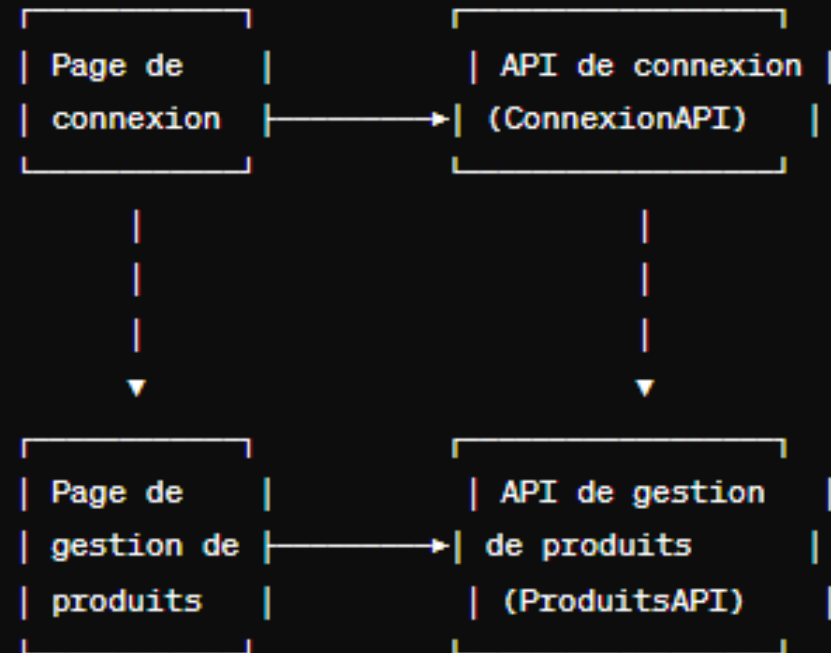 Page de
connexion
API de connexion
(ConnexionAPI)
Page de
gestion de
produits
API de gestion
de produits
(ProduitsAPI)